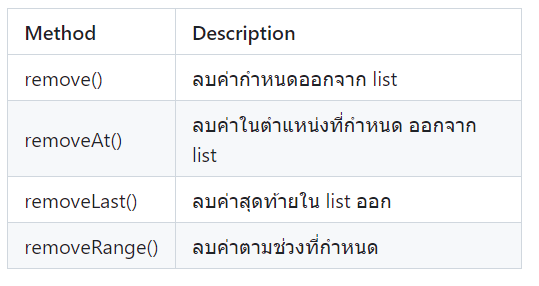 Method Description
remove() ลบค่ากำหนดออกจาก list
removeAt() ลบค่าในตำแหน่งที่กำหนด ออกจาก
list
removeLast() ลบค่าสุดท้ายใน list ออก
removeRange() ลบค่าตามช่วงที่กำหนด